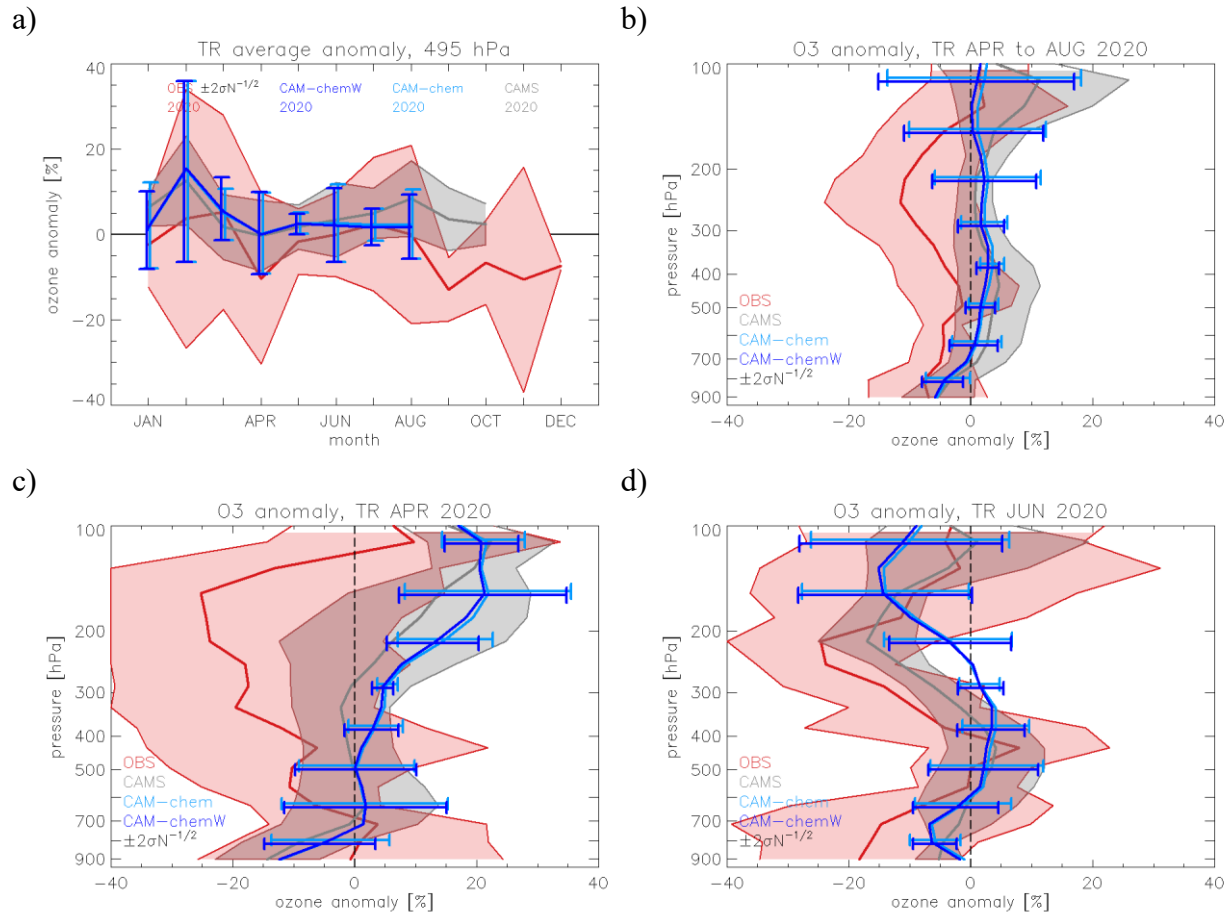 a)
TR average anomaly, 495 hPa
40
20
0
-20
-40
ozone anomaly [%]
OBS ±2σN⁻¹/²
2020
CAM-chemW
2020
CAM-chem
2020
CAMS
2020
JAN APR JUN AUG OCT DEC
month
b)
O3 anomaly, TR APR to AUG 2020
100
200
300
400
500
700
900
pressure [hPa]
OBS
CAMS
CAM-chem
CAM-chemW
±2σN⁻¹/²
-40 -20 0 20 40
ozone anomaly [%]
c)
O3 anomaly, TR APR 2020
100
200
300
400
500
700
900
pressure [hPa]
OBS
CAMS
CAM-chem
CAM-chemW
±2σN⁻¹/²
-40 -20 0 20 40
ozone anomaly [%]
d)
O3 anomaly, TR JUN 2020
100
200
300
400
500
700
900
pressure [hPa]
OBS
CAMS
CAM-chem
CAM-chemW
±2σN⁻¹/²
-40 -20 0 20 40
ozone anomaly [%]